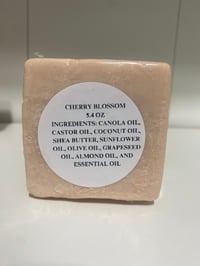 CHERRY BLOSSOM
5.4 OZ
INGREDIENTS: CANOLA OIL,
CASTOR OIL, COCONUT OIL,
SHEA BUTTER, SUNFLOWER
OIL, OLIVE OIL, GRAPESEED
OIL, ALMOND OIL, AND
ESSENTIAL OIL